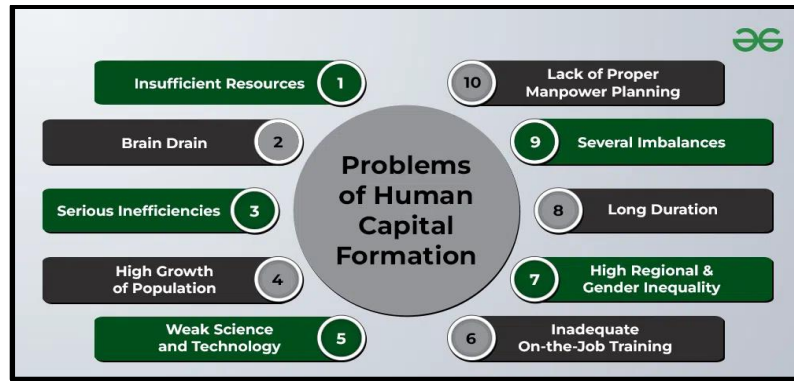 Problems
of Human
Capital
Formation
1
Insufficient Resources
2
Brain Drain
3
Serious Inefficiencies
4
High Growth
of Population
5
Weak Science
and Technology
6
Inadequate
On-the-Job Training
7
High Regional &
Gender Inequality
8
Long Duration
9
Several Imbalances
10
Lack of Proper
Manpower Planning